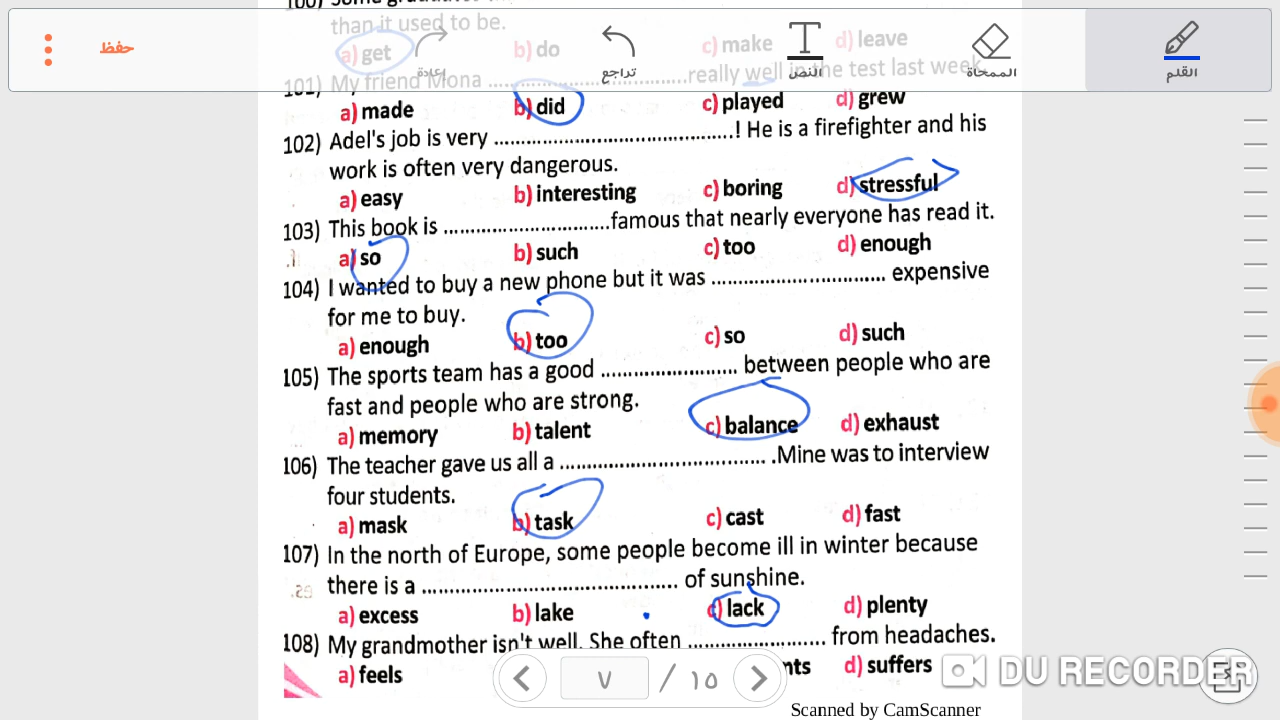 than it used to be.
a) get b) do c) make d) leave
حفظ إعادة تراجع النص الممحاة القلم
101) My friend Mona ........................................really well in the test last week.
a) made b) did c) played d) grew
102) Adel's job is very ................................................! He is a firefighter and his
work is often very dangerous.
a) easy b) interesting c) boring d) stressful
103) This book is .................................famous that nearly everyone has read it.
a) so b) such c) too d) enough
104) I wanted to buy a new phone but it was ................................... expensive
for me to buy.
a) enough b) too c) so d) such
105) The sports team has a good ........................... between people who are
fast and people who are strong.
a) memory b) talent c) balance d) exhaust
106) The teacher gave us all a ......................................... .Mine was to interview
four students.
a) mask b) task c) cast d) fast
107) In the north of Europe, some people become ill in winter because
there is a .................................................... of sunshine.
a) excess b) lake c) lack d) plenty
108) My grandmother isn't well. She often ........................... from headaches.
a) feels d) suffers
٧ / ١٥
DU RECORDER
Scanned by CamScanner